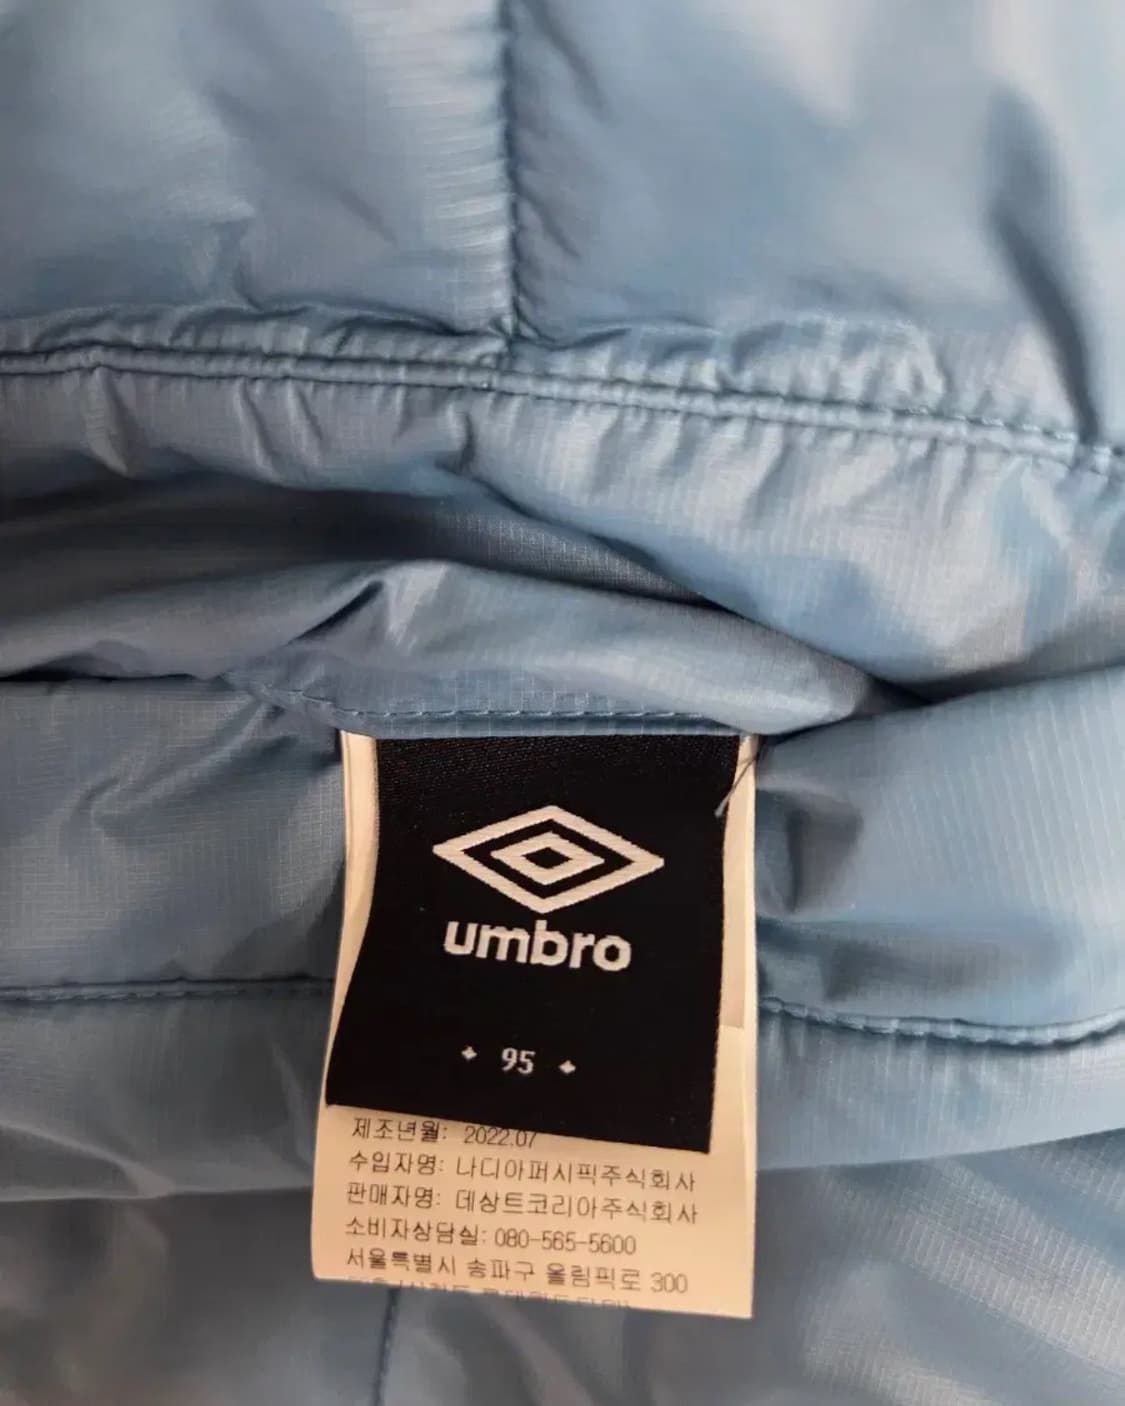 umbro
95
제조년월: 2022.07
수입자명: 나디아퍼시픽주식회사
판매자명: 데상트코리아주식회사
소비자상담실: 080-565-5600
서울특별시 송파구 올림픽로 300